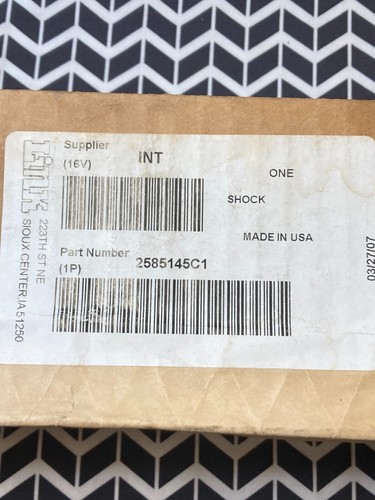 Supplier
(16V)
INT
ONE
SHOCK
MADE IN USA
Part Number
(1P)
2585145C1
223TH ST NE
SIOUX CENTER,IA 51250
03/27/07